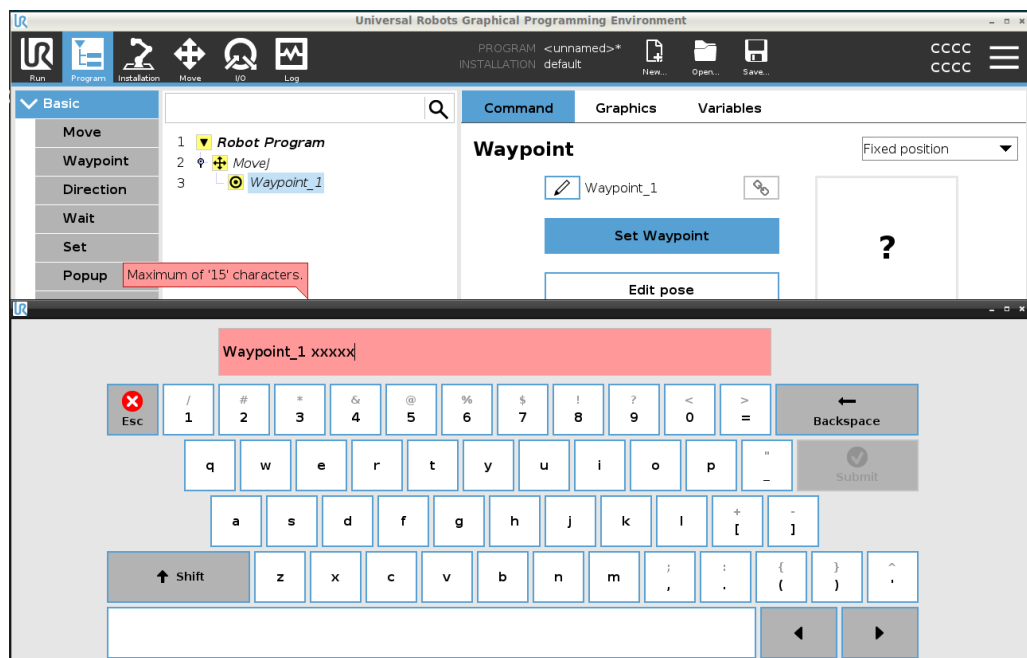 UR Universal Robots Graphical Programming Environment
UR
Run Program Installation Move I/O Log
PROGRAM <unnamed>*
INSTALLATION default
New... Open... Save...
CCCC
CCCC
Basic
Move
Waypoint
Direction
Wait
Set
Popup
1 Robot Program
2 MoveJ
3 Waypoint_1
Maximum of '15' characters.
Command Graphics Variables
Waypoint
Fixed position
Waypoint_1
Set Waypoint
?
Edit pose
UR
Waypoint_1 xxxxx
Esc
/ # * & @ % $ ! ? < >
1 2 3 4 5 6 7 8 9 0 =
Backspace
q w e r t y u i o p " _
Submit
a s d f g h j k l + [ - ]
Shift z x c v b n m ; , : . { ( } ) ^ '